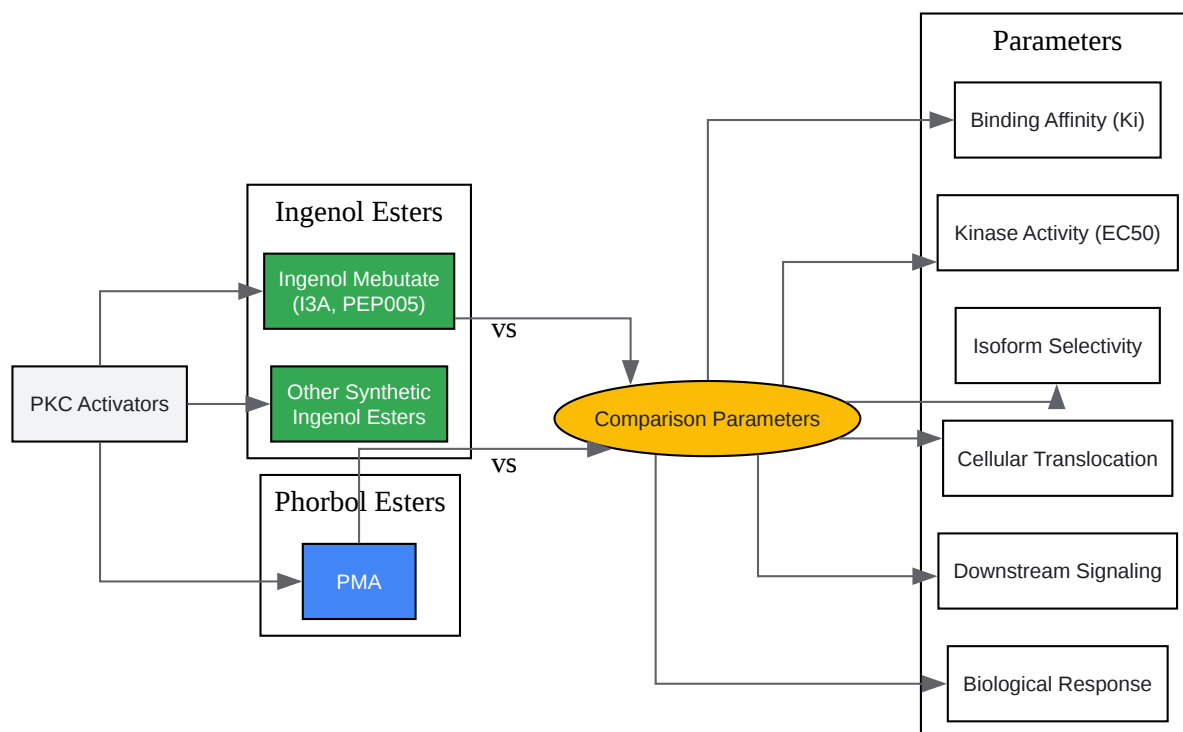 PKC Activators
Ingenol Esters
Ingenol Mebutate
(I3A, PEP005)
Other Synthetic
Ingenol Esters
Phorbol Esters
PMA
vs
vs
Comparison Parameters
Parameters
Binding Affinity (Ki)
Kinase Activity (EC50)
Isoform Selectivity
Cellular Translocation
Downstream Signaling
Biological Response